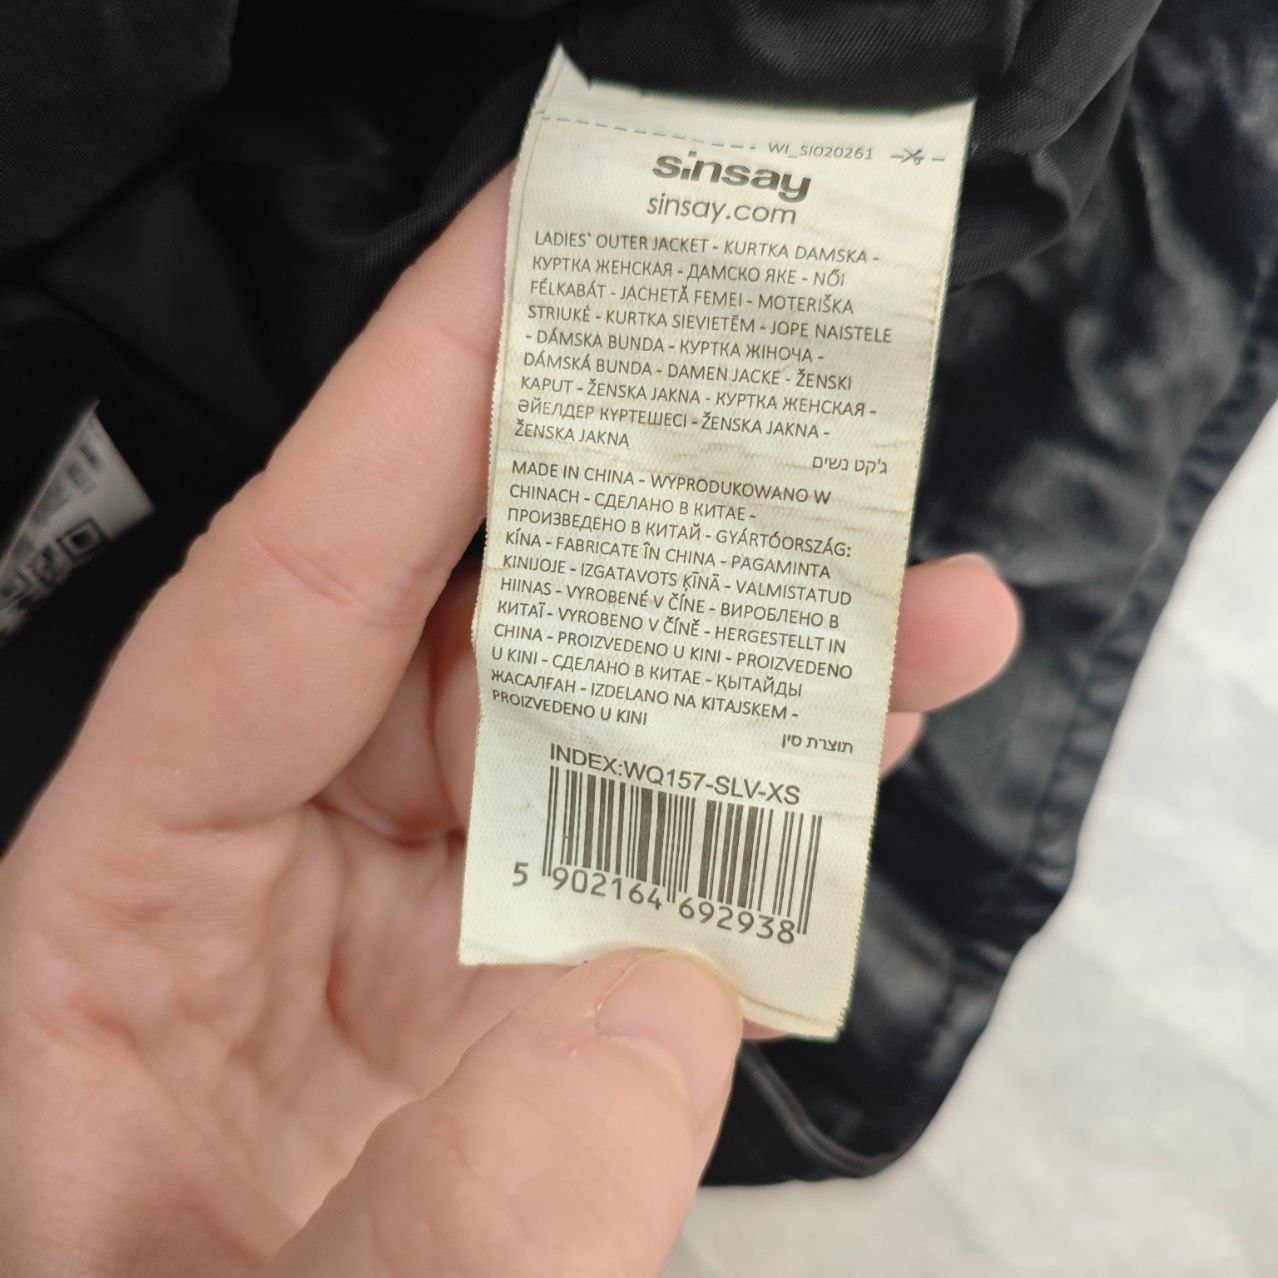 WI_SI020261
sinsay
sinsay.com
LADIES` OUTER JACKET - KURTKA DAMSKA -
КУРТКА ЖЕНСКАЯ - ДАМСКО ЯКЕ - NŐI
FÉLKABÁT - JACHETĂ FEMEI - MOTERIŠKA
STRIUKĖ - KURTKA SIEVIETĒM - JOPE NAISTELE
- DÁMSKA BUNDA - КУРТКА ЖІНОЧА -
DÁMSKÁ BUNDA - DAMEN JACKE - ŽENSKI
KAPUT - ŽENSKA JAKNA - КУРТКА ЖЕНСКАЯ -
ӘЙЕЛДЕР КУРТЕШЕСІ - ŽENSKA JAKNA -
ŽENSKA JAKNA
ג'קט נשים
MADE IN CHINA - WYPRODUKOWANO W
CHINACH - СДЕЛАНО В КИТАЕ -
ПРОИЗВЕДЕНО В КИТАЙ - GYÁRTÓORSZÁG:
KÍNA - FABRICATE ÎN CHINA - PAGAMINTA
KINIJOJE - IZGATAVOTS ĶĪNĀ - VALMISTATUD
HIINAS - VYROBENÉ V ČÍNE - ВИРОБЛЕНО В
КИТАЇ - VYROBENO V ČÍNĚ - HERGESTELLT IN
CHINA - PROIZVEDENO U KINI - PROIZVEDENO
U KINI - СДЕЛАНО В КИТАЕ - ҚЫТАЙДЫ
ЖАСАЛҒАН - IZDELANO NA KITAJSKEM -
PROIZVEDENO U KINI
תוצרת סין
INDEX:WQ157-SLV-XS
5 902164 692938